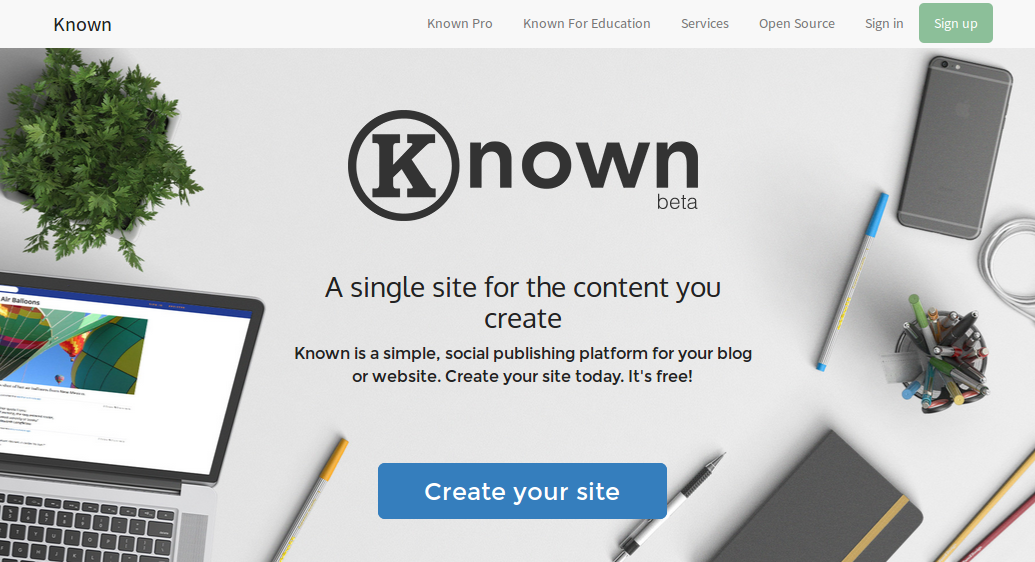 Known
Known Pro
Known For Education
Services
Open Source
Sign in
Sign up
Known
beta
Air Balloons
A single site for the content you
create
Known is a simple, social publishing platform for your blog
or website. Create your site today. It's free!
Create your site